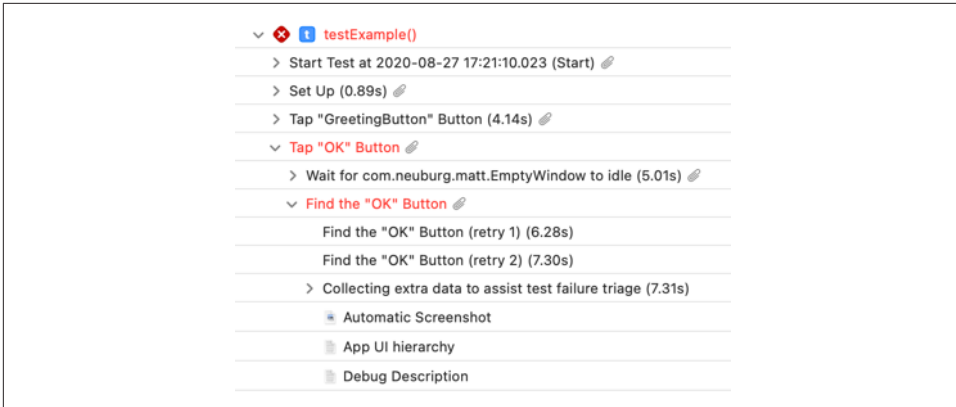 testExample()
Start Test at 2020-08-27 17:21:10.023 (Start)
Set Up (0.89s)
Tap "GreetingButton" Button (4.14s)
Tap "OK" Button
Wait for com.neuburg.matt.EmptyWindow to idle (5.01s)
Find the "OK" Button
Find the "OK" Button (retry 1) (6.28s)
Find the "OK" Button (retry 2) (7.30s)
Collecting extra data to assist test failure triage (7.31s)
Automatic Screenshot
App UI hierarchy
Debug Description